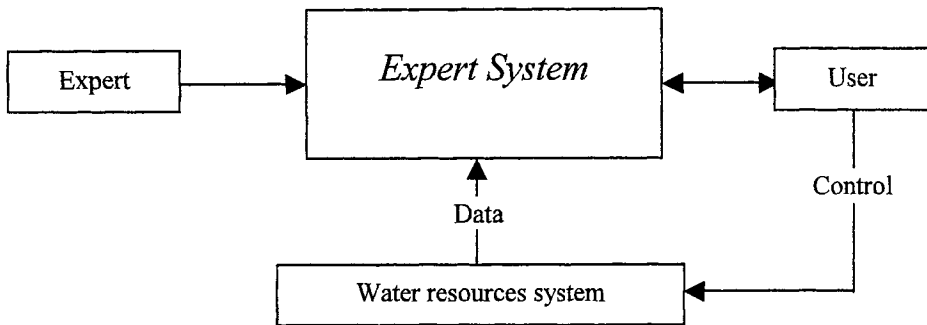 Expert System
Expert
User
Control
Data
Water resources system